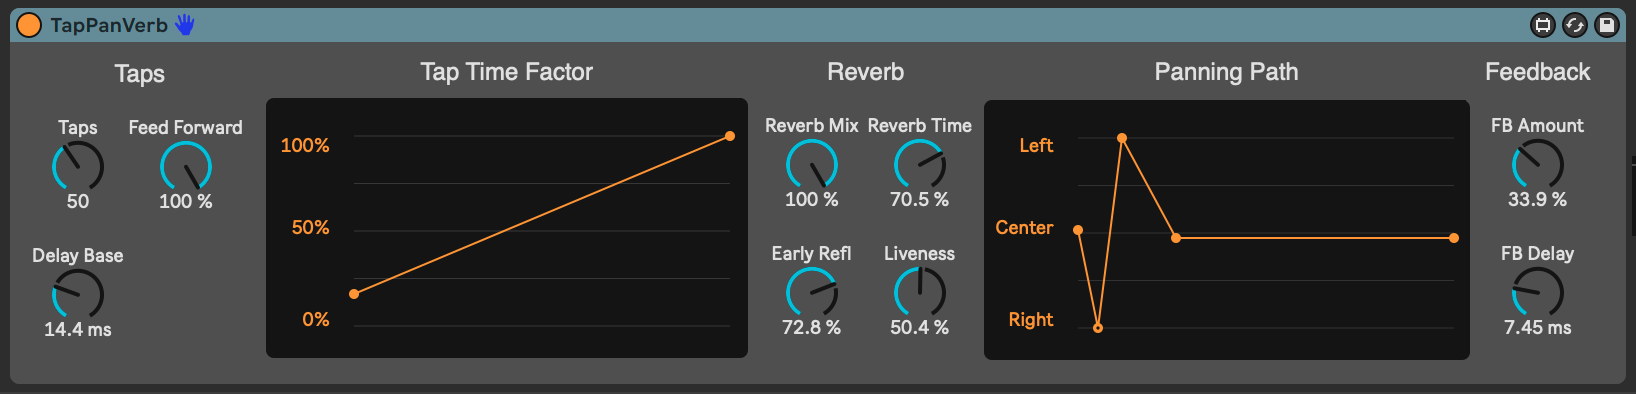 TapPanVerb
Taps
Tap Time Factor
Reverb
Panning Path
Feedback
Taps
50
Feed Forward
100 %
Delay Base
14.4 ms
100%
50%
0%
Reverb Mix
100 %
Reverb Time
70.5 %
Early Refl
72.8 %
Liveness
50.4 %
Left
Center
Right
FB Amount
33.9 %
FB Delay
7.45 ms